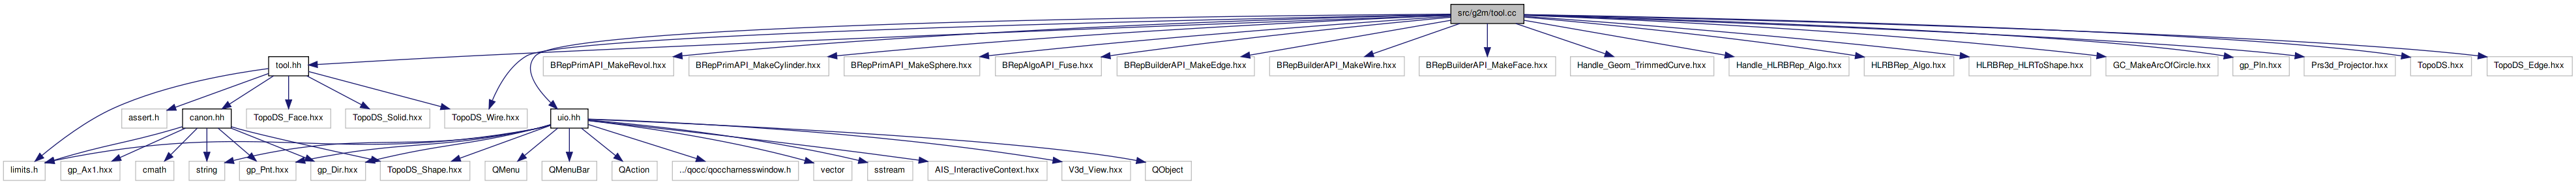 src/g2m/tool.cc
tool.hh
BRepPrimAPI_MakeRevol.hxx
BRepPrimAPI_MakeCylinder.hxx
BRepPrimAPI_MakeSphere.hxx
BRepAlgoAPI_Fuse.hxx
BRepBuilderAPI_MakeEdge.hxx
BRepBuilderAPI_MakeWire.hxx
BRepBuilderAPI_MakeFace.hxx
Handle_Geom_TrimmedCurve.hxx
Handle_HLRBRep_Algo.hxx
HLRBRep_Algo.hxx
HLRBRep_HLRToShape.hxx
GC_MakeArcOfCircle.hxx
gp_Pln.hxx
Prs3d_Projector.hxx
TopoDS.hxx
TopoDS_Edge.hxx
assert.h
canon.hh
TopoDS_Face.hxx
TopoDS_Solid.hxx
TopoDS_Wire.hxx
uio.hh
limits.h
gp_Ax1.hxx
cmath
string
gp_Pnt.hxx
gp_Dir.hxx
TopoDS_Shape.hxx
QMenu
QMenuBar
QAction
../qocc/qoccharnesswindow.h
vector
sstream
AIS_InteractiveContext.hxx
V3d_View.hxx
QObject